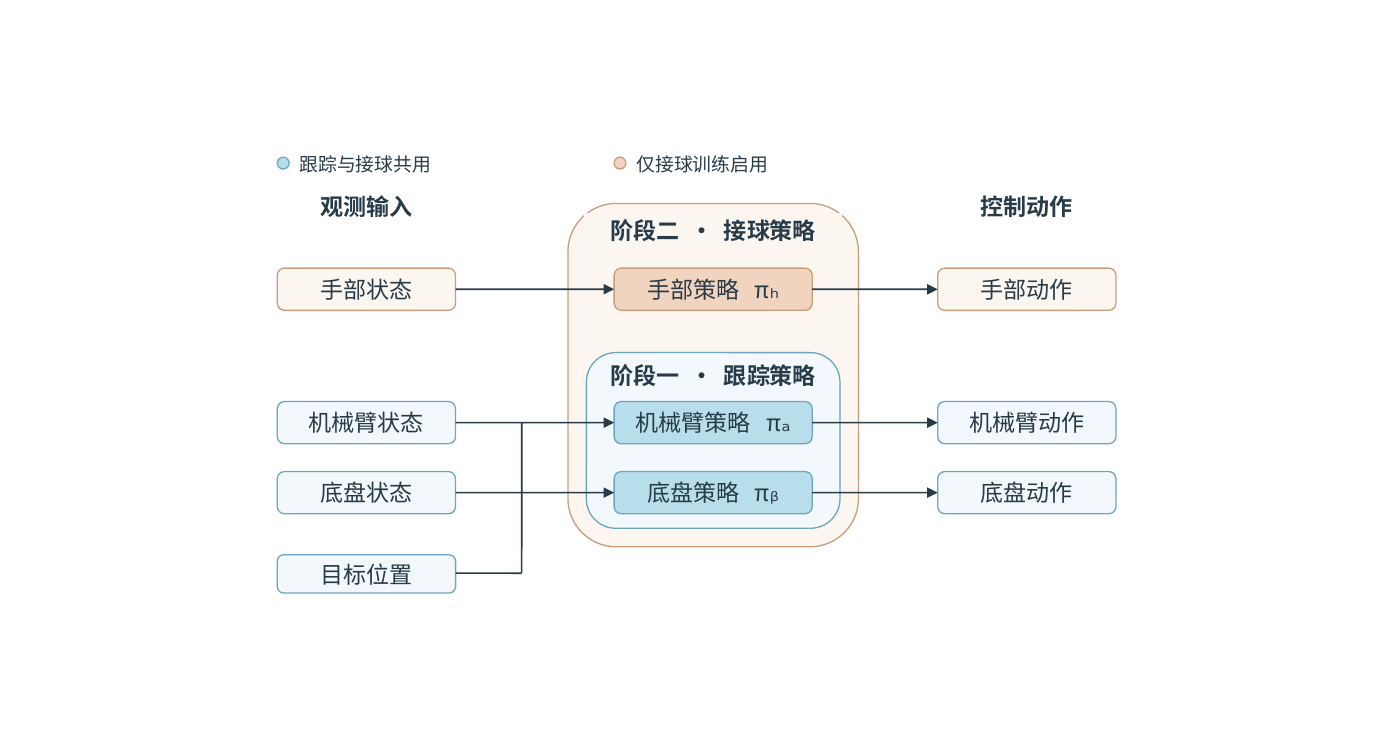 跟踪与接球共用
仅接球训练启用
观测输入
控制动作
阶段二 · 接球策略
手部状态
手部策略 πₕ
手部动作
阶段一 · 跟踪策略
机械臂状态
机械臂策略 πₐ
机械臂动作
底盘状态
底盘策略 πᵦ
底盘动作
目标位置